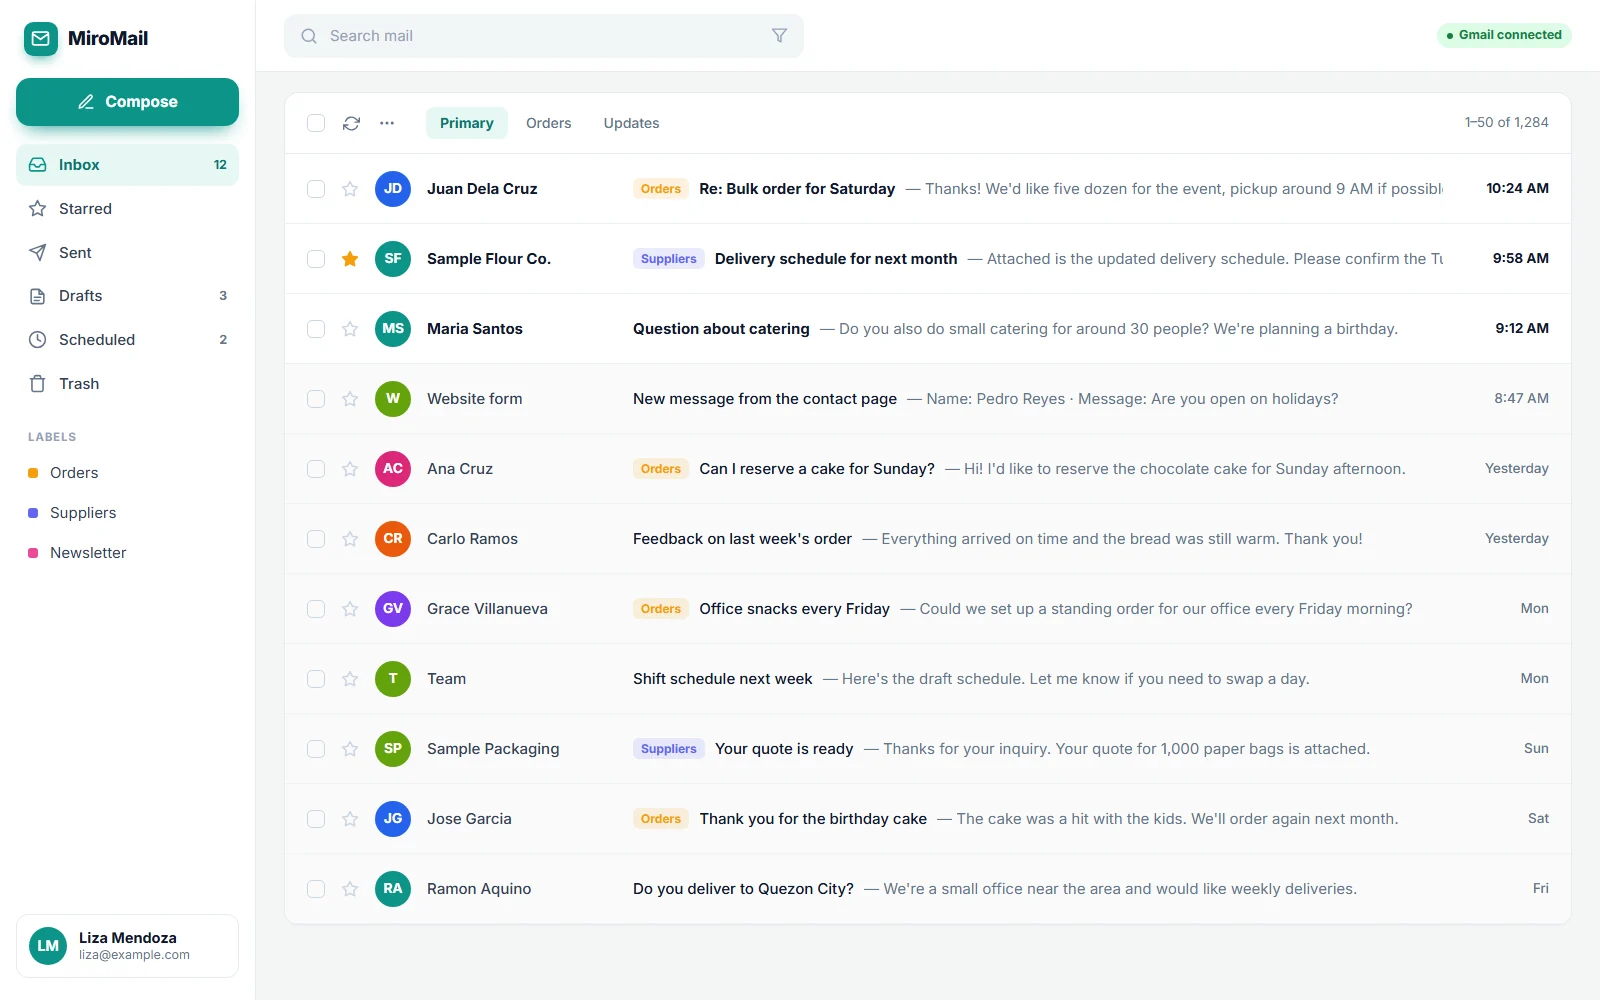 MiroMail
Search mail
Gmail connected
Compose
Inbox 12
Starred
Sent
Drafts 3
Scheduled 2
Trash
LABELS
Orders
Suppliers
Newsletter
LM Liza Mendoza
liza@example.com
Primary Orders Updates 1–50 of 1,284
JD Juan Dela Cruz Orders Re: Bulk order for Saturday — Thanks! We'd like five dozen for the event, pickup around 9 AM if possibl 10:24 AM
SF Sample Flour Co. Suppliers Delivery schedule for next month — Attached is the updated delivery schedule. Please confirm the Tu 9:58 AM
MS Maria Santos Question about catering — Do you also do small catering for around 30 people? We're planning a birthday. 9:12 AM
W Website form New message from the contact page — Name: Pedro Reyes · Message: Are you open on holidays? 8:47 AM
AC Ana Cruz Orders Can I reserve a cake for Sunday? — Hi! I'd like to reserve the chocolate cake for Sunday afternoon. Yesterday
CR Carlo Ramos Feedback on last week's order — Everything arrived on time and the bread was still warm. Thank you! Yesterday
GV Grace Villanueva Orders Office snacks every Friday — Could we set up a standing order for our office every Friday morning? Mon
T Team Shift schedule next week — Here's the draft schedule. Let me know if you need to swap a day. Mon
SP Sample Packaging Suppliers Your quote is ready — Thanks for your inquiry. Your quote for 1,000 paper bags is attached. Sun
JG Jose Garcia Orders Thank you for the birthday cake — The cake was a hit with the kids. We'll order again next month. Sat
RA Ramon Aquino Do you deliver to Quezon City? — We're a small office near the area and would like weekly deliveries. Fri